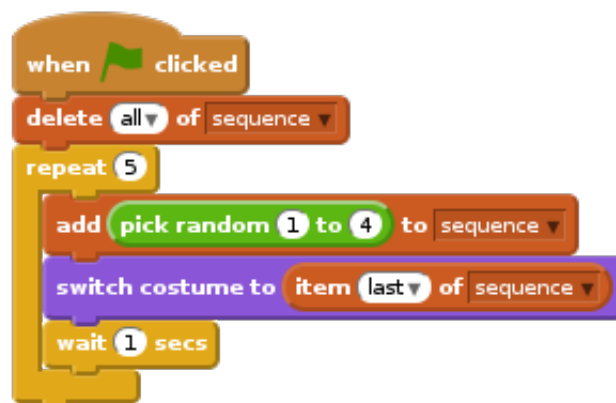 when clicked
delete all of sequence
repeat 5
add pick random 1 to 4 to sequence
switch costume to item last of sequence
wait 1 secs